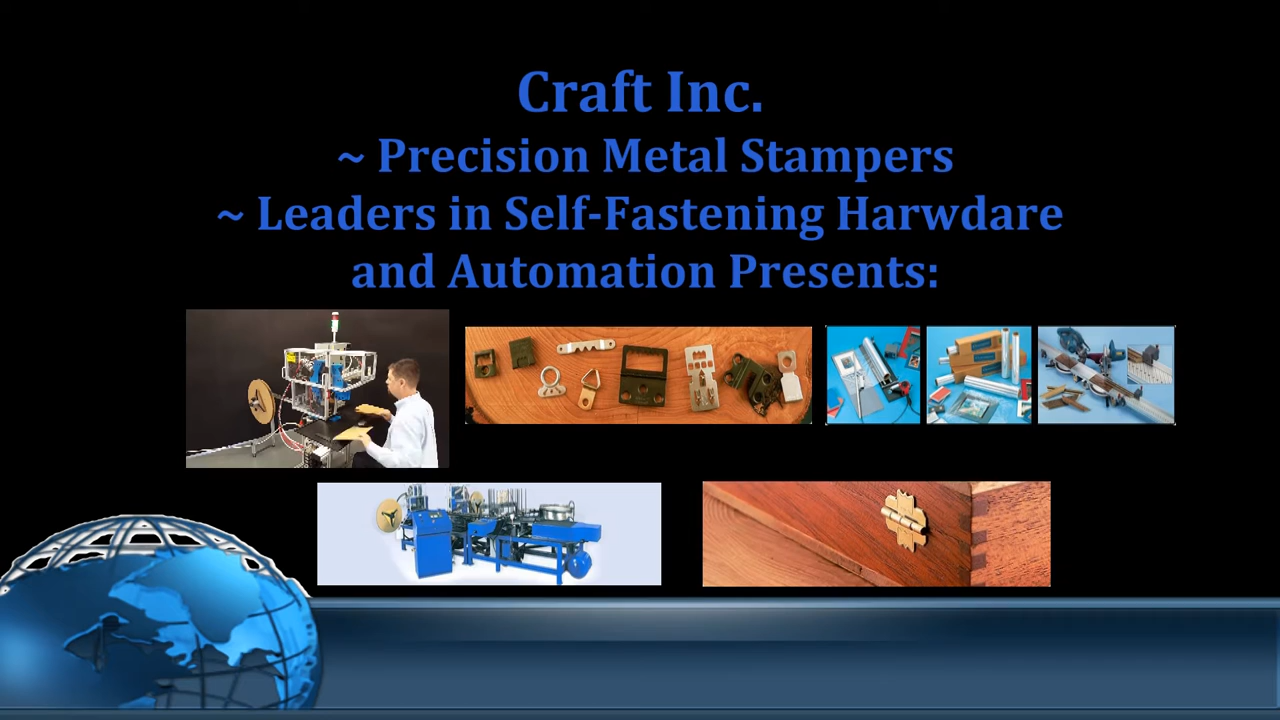 Craft Inc.
~ Precision Metal Stampers
~ Leaders in Self-Fastening Harwdare
and Automation Presents: